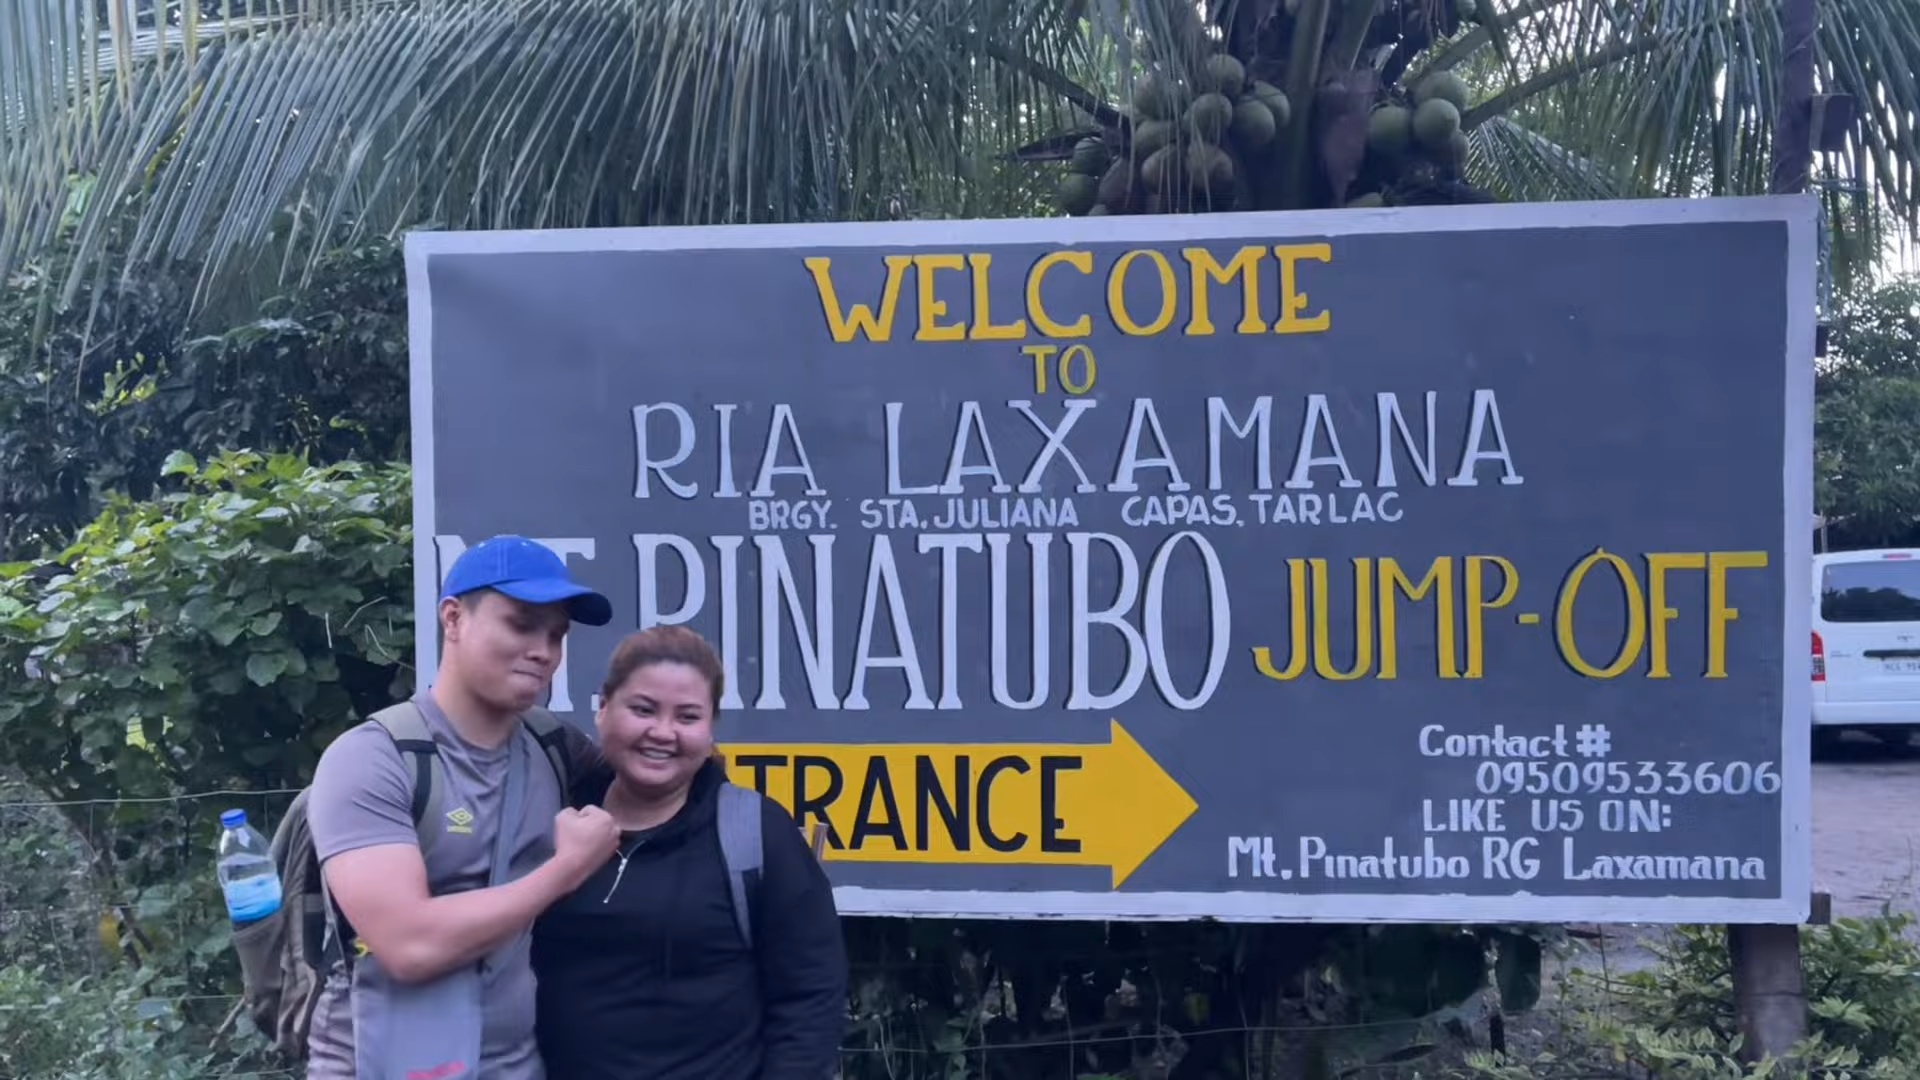 WELCOME
TO
RIA LAXAMANA
BRGY. STA. JULIANA CAPAS, TARLAC
MT. PINATUBO JUMP-OFF
TRANCE
Contact #
09509533606
LIKE US ON:
Mt. Pinatubo RG Laxamana